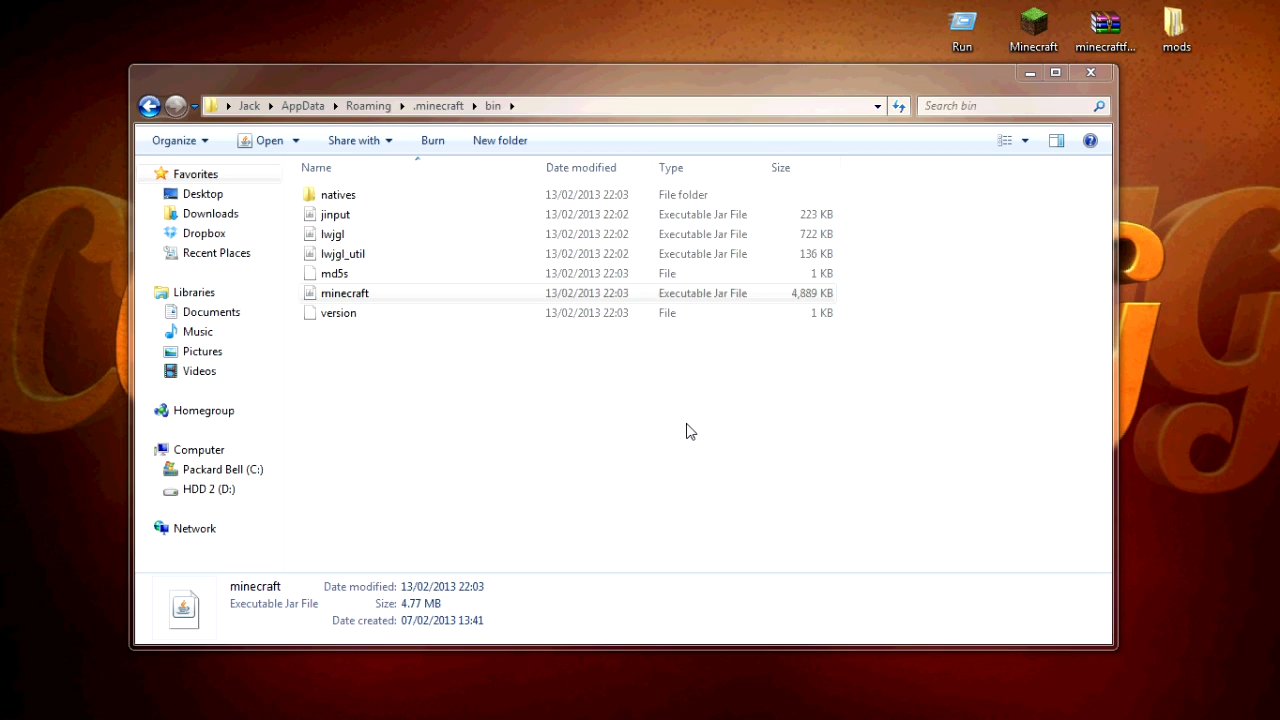 Run Minecraft minecraftf... mods
Jack AppData Roaming .minecraft bin
Search bin
Organize Open Share with Burn New folder
Name Date modified Type Size
Favorites
Desktop
Downloads
Dropbox
Recent Places
Libraries
Documents
Music
Pictures
Videos
Homegroup
Computer
Packard Bell (C:)
HDD 2 (D:)
Network
natives 13/02/2013 22:03 File folder
jinput 13/02/2013 22:02 Executable Jar File 223 KB
lwjgl 13/02/2013 22:02 Executable Jar File 722 KB
lwjgl_util 13/02/2013 22:02 Executable Jar File 136 KB
md5s 13/02/2013 22:03 File 1 KB
minecraft 13/02/2013 22:03 Executable Jar File 4,889 KB
version 13/02/2013 22:03 File 1 KB
minecraft Date modified: 13/02/2013 22:03
Executable Jar File Size: 4.77 MB
Date created: 07/02/2013 13:41